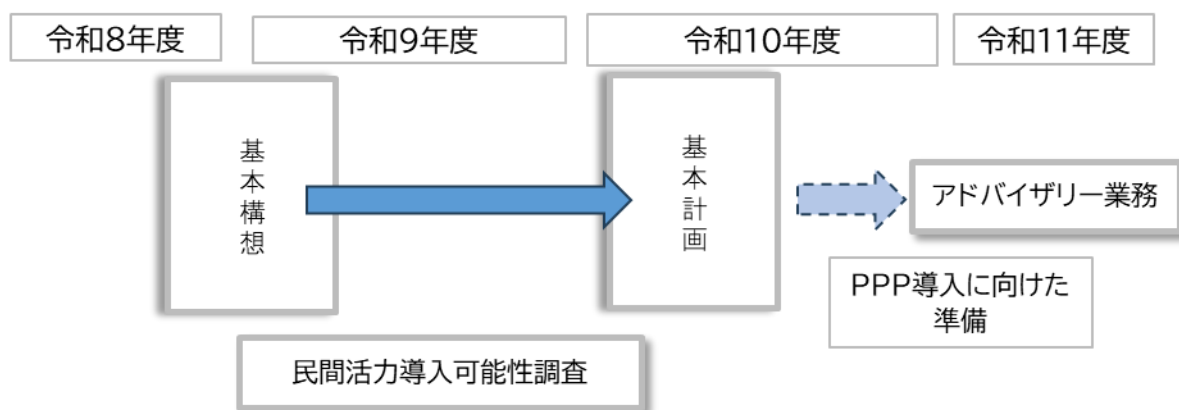 令和8年度
令和9年度
令和10年度
令和11年度
基本構想
基本計画
アドバイザリー業務
PPP導入に向けた
準備
民間活力導入可能性調査